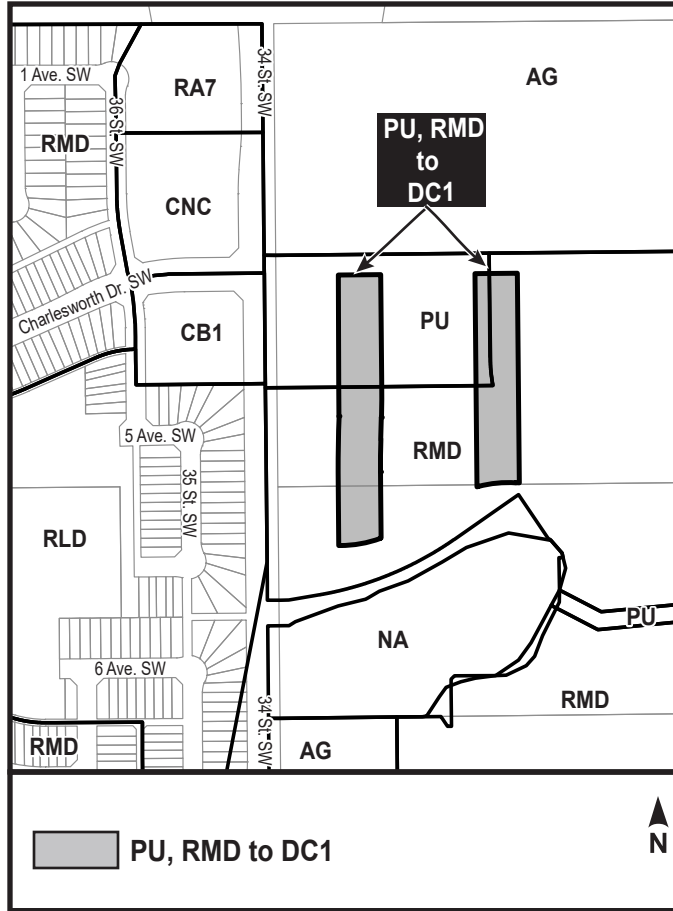 1 Ave. SW
36 St. SW
34 St. SW
RA7
AG
RMD
PU, RMD
to
DC1
CNC
Charlesworth Dr. SW
CB1
PU
5 Ave. SW
RMD
35 St. SW
RLD
NA
PU
6 Ave. SW
RMD
34 St. SW
RMD
AG
PU, RMD to DC1
N